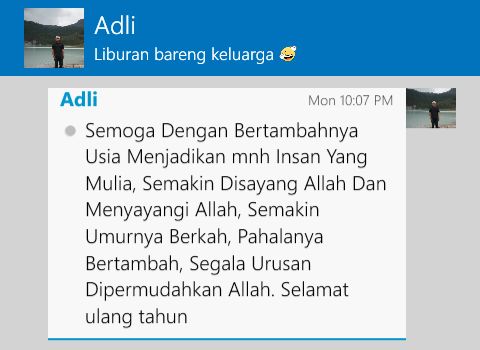 Adli
Liburan bareng keluarga 😅
Adli
Mon 10:07 PM
Semoga Dengan Bertambahnya
Usia Menjadikan mnh Insan Yang
Mulia, Semakin Disayang Allah Dan
Menyayangi Allah, Semakin
Umurnya Berkah, Pahalanya
Bertambah, Segala Urusan
Dipermudahkan Allah. Selamat
ulang tahun